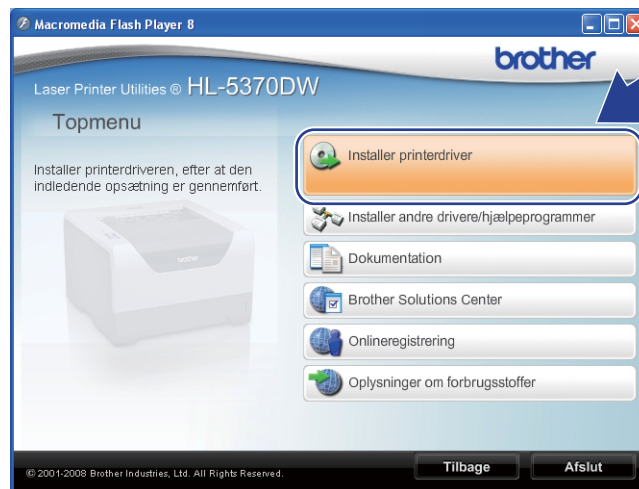 Macromedia Flash Player 8
brother
Laser Printer Utilities ® HL-5370DW
Topmenu
Installer printerdriveren, efter at den
indledende opsætning er gennemført.
brother
Installer printerdriver
Installer andre drivere/hjælpeprogrammer
Dokumentation
Brother Solutions Center
Onlineregistrering
Oplysninger om forbrugsstoffer
© 2001-2008 Brother Industries, Ltd. All Rights Reserved.
Tilbage
Afslut